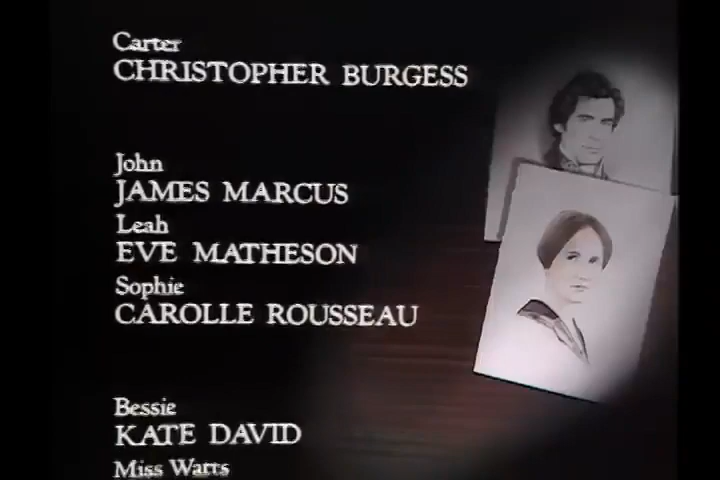 Carter
CHRISTOPHER BURGESS
John
JAMES MARCUS
Leah
EVE MATHESON
Sophie
CAROLLE ROUSSEAU
Bessie
KATE DAVID
Miss Watts